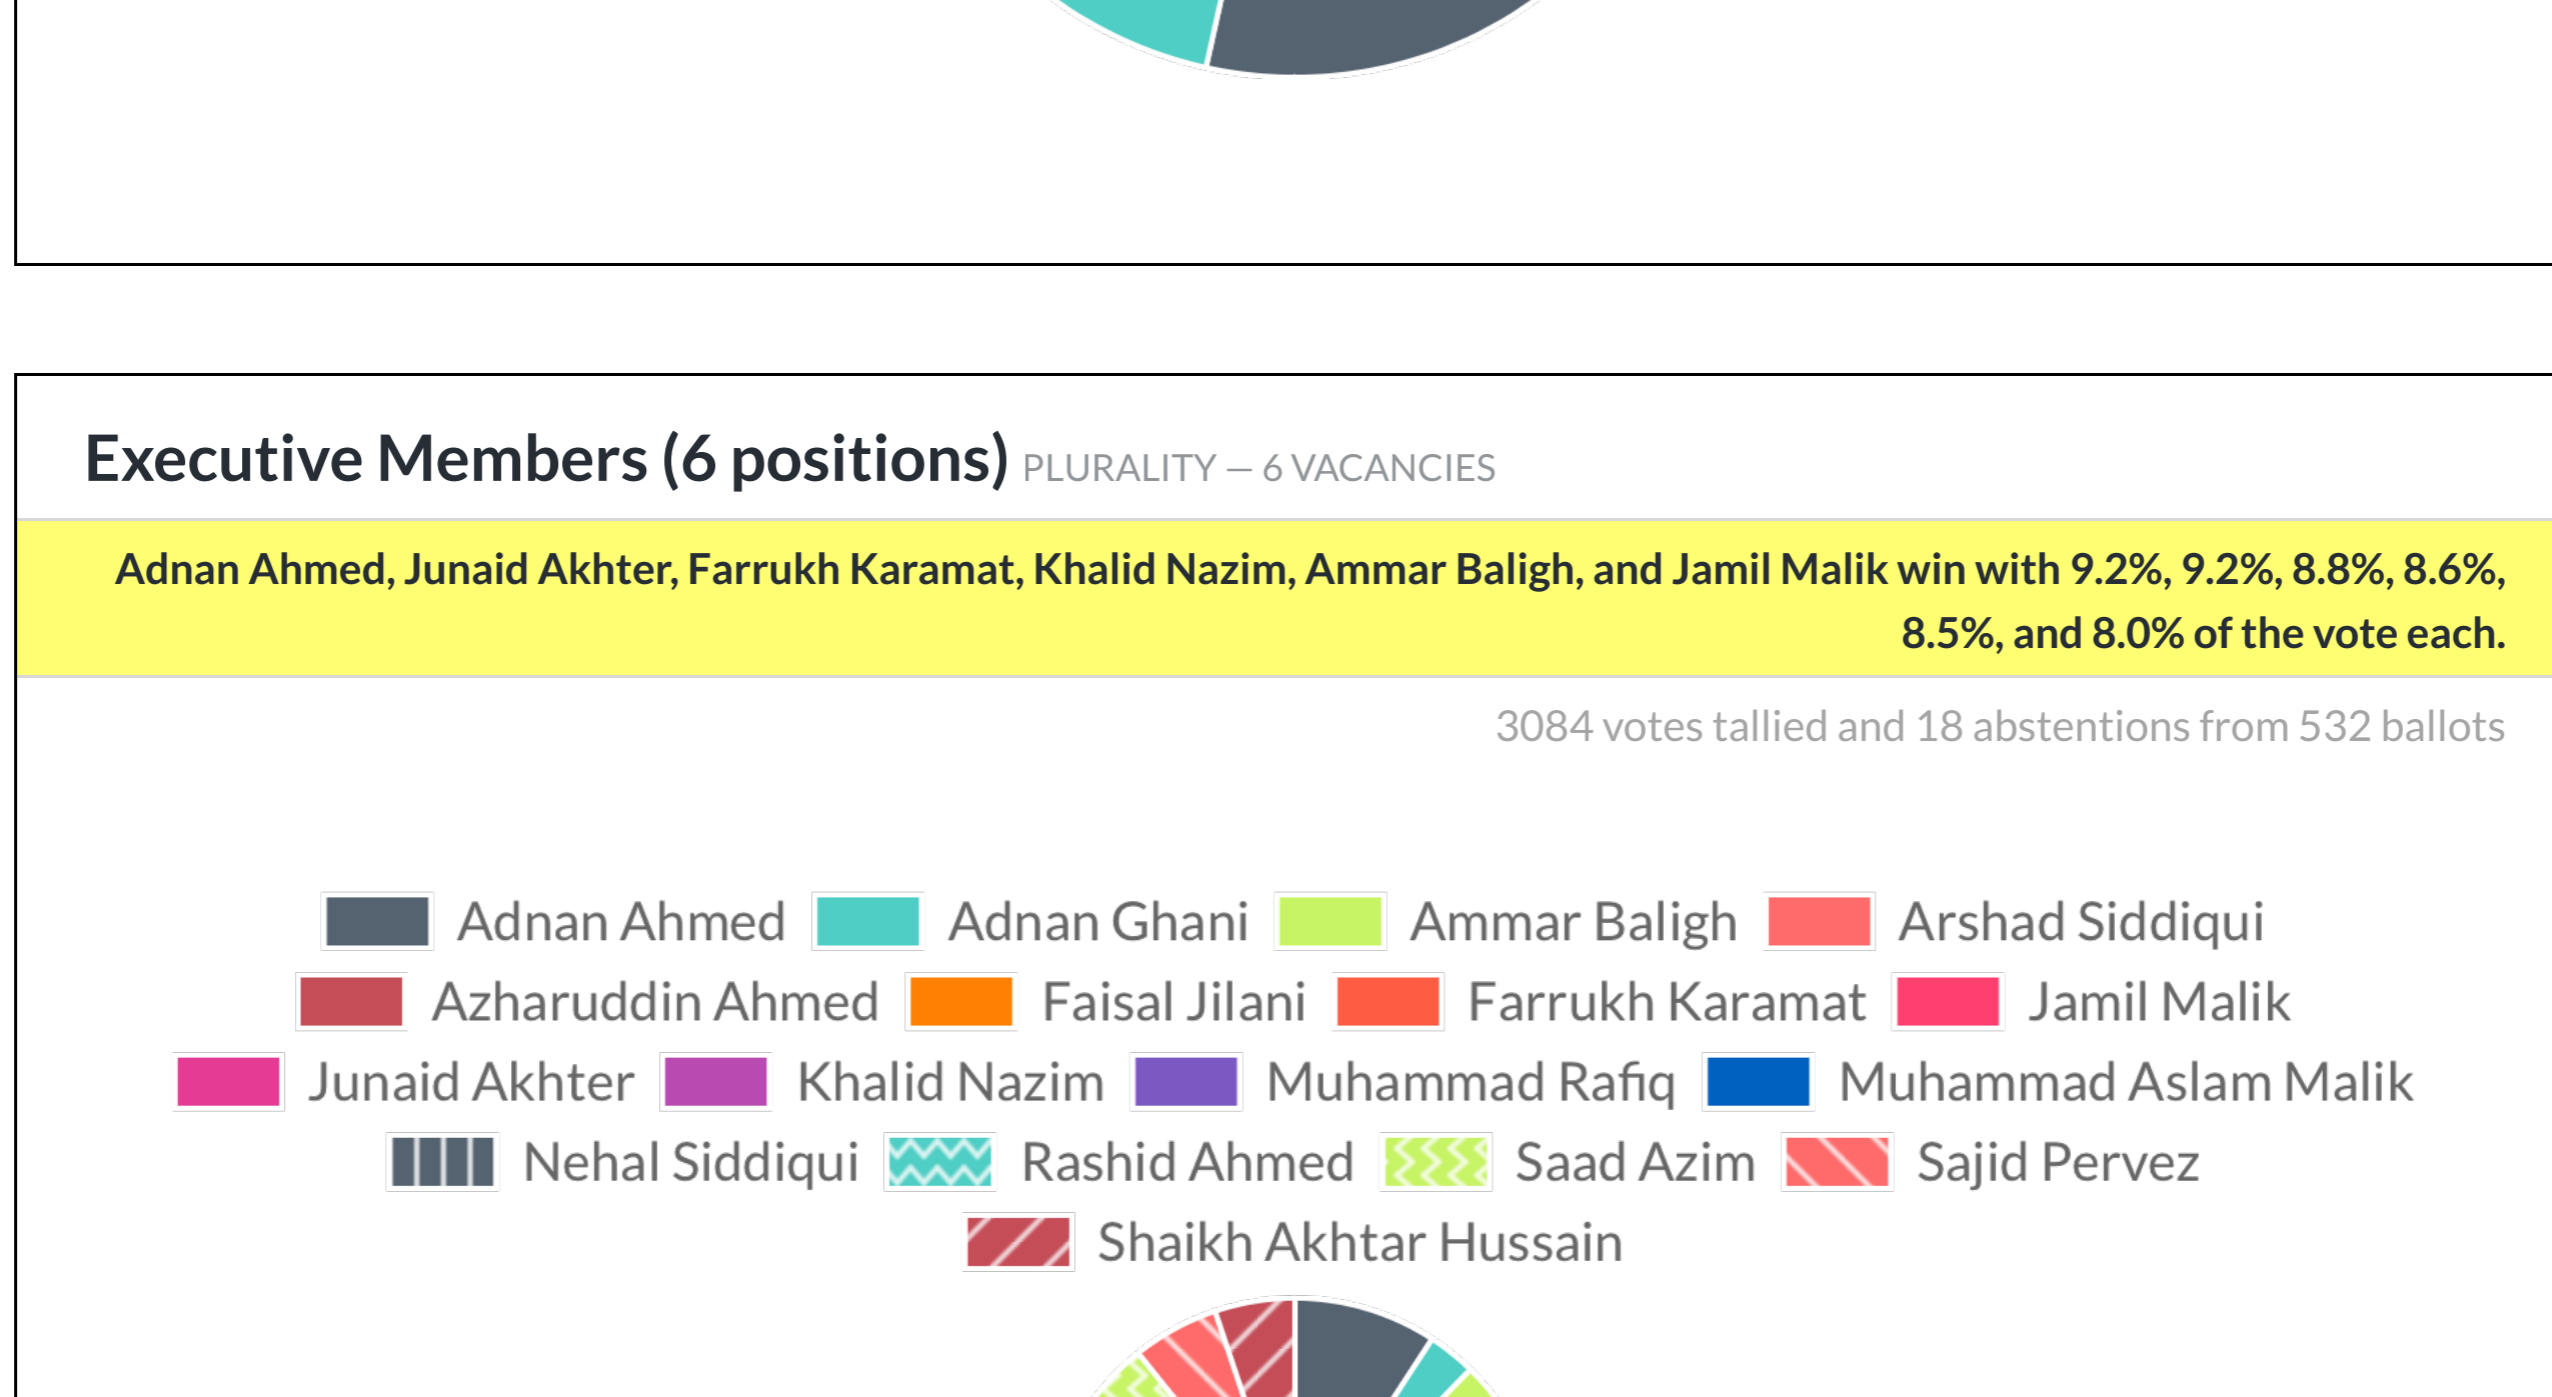 Executive Members (6 positions) PLURALITY — 6 VACANCIES
Adnan Ahmed, Junaid Akhter, Farrukh Karamat, Khalid Nazim, Ammar Baligh, and Jamil Malik win with 9.2%, 9.2%, 8.8%, 8.6%,
8.5%, and 8.0% of the vote each.
3084 votes tallied and 18 abstentions from 532 ballots
Adnan Ahmed Adnan Ghani Ammar Baligh Arshad Siddiqui
Azharuddin Ahmed Faisal Jilani Farrukh Karamat Jamil Malik
Junaid Akhter Khalid Nazim Muhammad Rafiq Muhammad Aslam Malik
Nehal Siddiqui Rashid Ahmed Saad Azim Sajid Pervez
Shaikh Akhtar Hussain